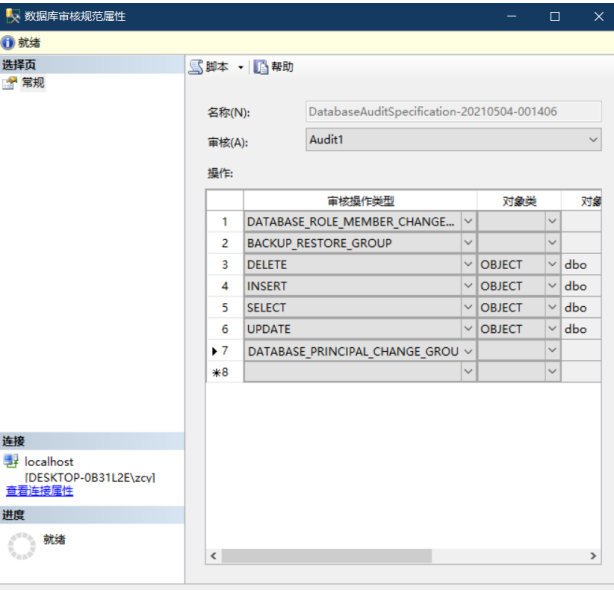 数据库审核规范属性
就绪
选择页
常规
脚本 帮助
名称(N): DatabaseAuditSpecification-20210504-001406
审核(A): Audit1
操作:
审核操作类型 对象类 对象
1 DATABASE_ROLE_MEMBER_CHANGE...
2 BACKUP_RESTORE_GROUP
3 DELETE OBJECT dbo
4 INSERT OBJECT dbo
5 SELECT OBJECT dbo
6 UPDATE OBJECT dbo
7 DATABASE_PRINCIPAL_CHANGE_GROU
*8
连接
localhost
[DESKTOP-0B31L2E\zcy]
查看连接属性
进度
就绪